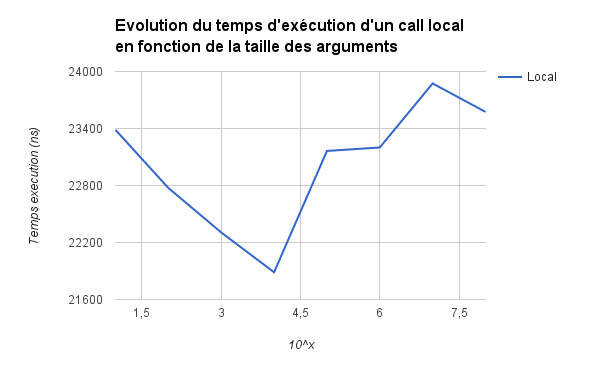 Evolution du temps d'exécution d'un call local
en fonction de la taille des arguments
24000
Local
23400
22800
22200
21600
Temps execution (ns)
1,5 3 4,5 6 7,5
10^x